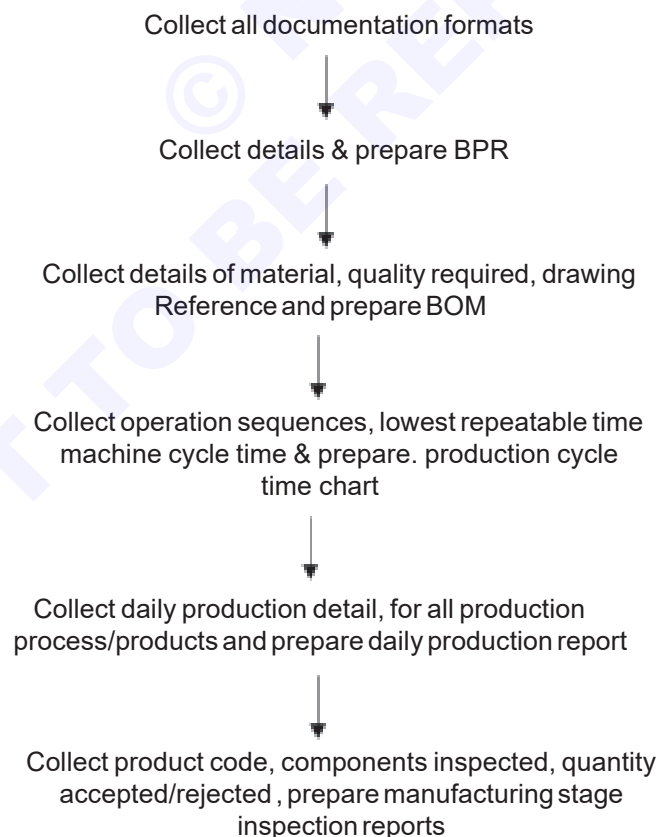 Collect all documentation formats
Collect details & prepare BPR
Collect details of material, quality required, drawing
Reference and prepare BOM
Collect operation sequences, lowest repeatable time
machine cycle time & prepare. production cycle
time chart
Collect daily production detail, for all production
process/products and prepare daily production report
Collect product code, components inspected, quantity
accepted/rejected , prepare manufacturing stage
inspection reports
©
T TO BE